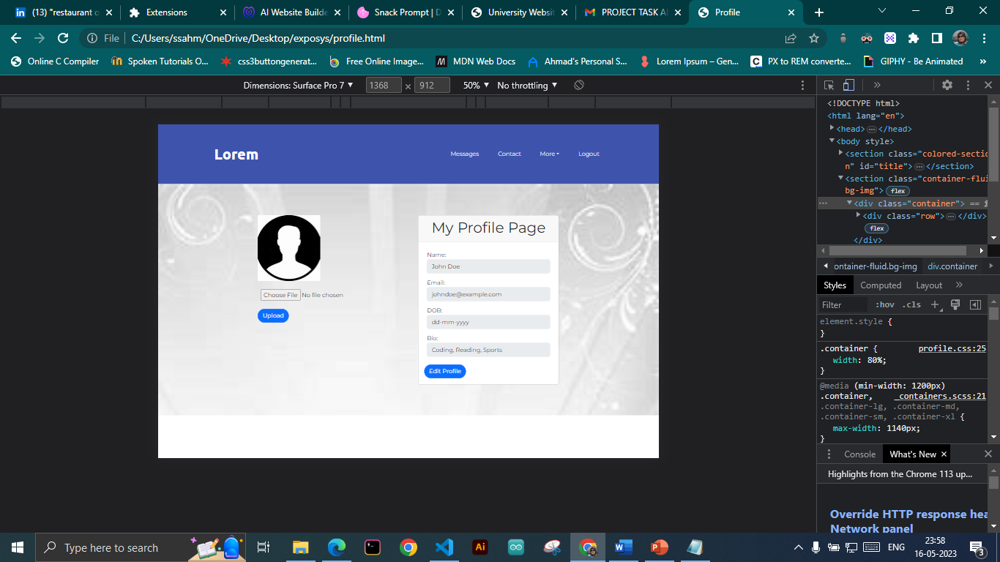 (13) "restaurant o
Extensions
AI Website Builde
Snack Prompt | D
University Websit
PROJECT TASK AI
Profile
File
C:/Users/ssahm/OneDrive/Desktop/exposys/profile.html
Online C Compiler
Spoken Tutorials O...
css3buttongenerat...
Free Online Image...
MDN Web Docs
Ahmad's Personal S...
Lorem Ipsum – Gen...
PX to REM converte...
GIPHY - Be Animated
Dimensions: Surface Pro 7
1368 × 912
50%
No throttling
Lorem
Messages
Contact
More
Logout
My Profile Page
Name:
John Doe
Email:
johndoe@example.com
DOB:
dd-mm-yyyy
Bio:
Coding, Reading, Sports
Edit Profile
Choose File No file chosen
Upload
<!DOCTYPE html>
<html lang="en">
<head>…</head>
<body style>
<section class="colored-sectio
n" id="title">…</section>
<section class="container-flui
bg-img"> flex
<div class="container"> ==
<div class="row">…</div>
flex
</div>
ontainer-fluid.bg-img
div.container
Styles
Computed
Layout
Filter
:hov .cls
element.style {
}
.container {
profile.css:25
width: 80%;
}
@media (min-width: 1200px)
.container,
_containers.scss:21
.container-lg, .container-md,
.container-sm, .container-xl {
max-width: 1140px;
}
Console
What's New
Highlights from the Chrome 113 up...
Override HTTP response hea
Network panel
Type here to search
ENG
23:58
16-05-2023
3